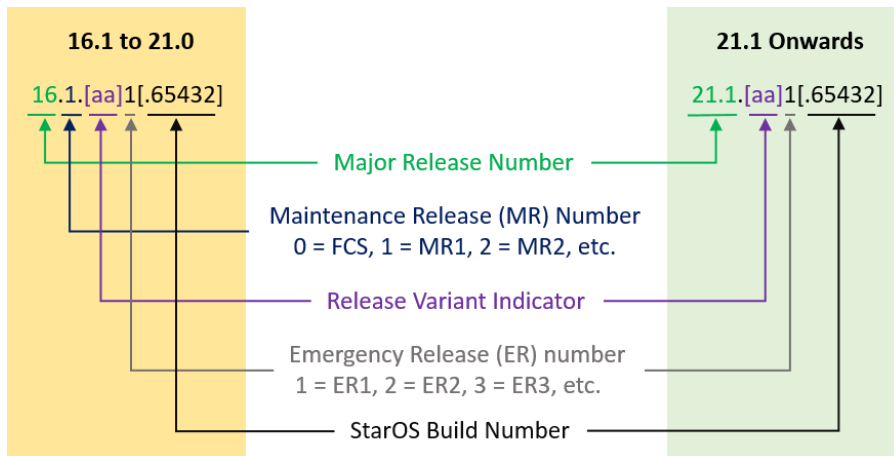 16.1 to 21.0
21.1 Onwards
16.1.[aa]1[.65432]
21.1.[aa]1[.65432]
Major Release Number
Maintenance Release (MR) Number
0 = FCS, 1 = MR1, 2 = MR2, etc.
Release Variant Indicator
Emergency Release (ER) number
1 = ER1, 2 = ER2, 3 = ER3, etc.
StarOS Build Number